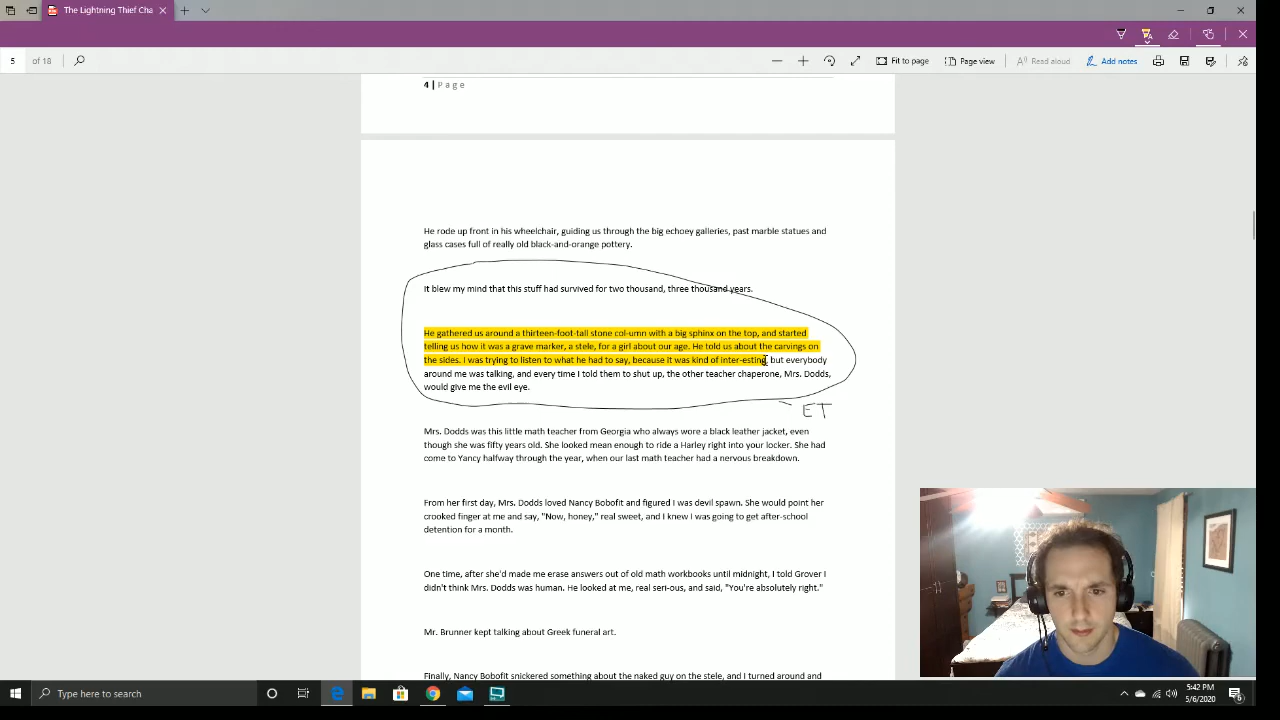 The Lightning Thief Cha
5 of 18
Fit to page
Page view
Read aloud
Add notes
4 | Page
He rode up front in his wheelchair, guiding us through the big echoey galleries, past marble statues and
glass cases full of really old black-and-orange pottery.
It blew my mind that this stuff had survived for two thousand, three thousand years.
He gathered us around a thirteen-foot-tall stone col-umn with a big sphinx on the top, and started
telling us how it was a grave marker, a stele, for a girl about our age. He told us about the carvings on
the sides. I was trying to listen to what he had to say, because it was kind of inter-esting, but everybody
around me was talking, and every time I told them to shut up, the other teacher chaperone, Mrs. Dodds,
would give me the evil eye.
ET
Mrs. Dodds was this little math teacher from Georgia who always wore a black leather jacket, even
though she was fifty years old. She looked mean enough to ride a Harley right into your locker. She had
come to Yancy halfway through the year, when our last math teacher had a nervous breakdown.
From her first day, Mrs. Dodds loved Nancy Bobofit and figured I was devil spawn. She would point her
crooked finger at me and say, "Now, honey," real sweet, and I knew I was going to get after-school
detention for a month.
One time, after she'd made me erase answers out of old math workbooks until midnight, I told Grover I
didn't think Mrs. Dodds was human. He looked at me, real seri-ous, and said, "You're absolutely right."
Mr. Brunner kept talking about Greek funeral art.
Finally, Nancy Bobofit snickered something about the naked guy on the stele, and I turned around and
Type here to search
5:42 PM
5/6/2020